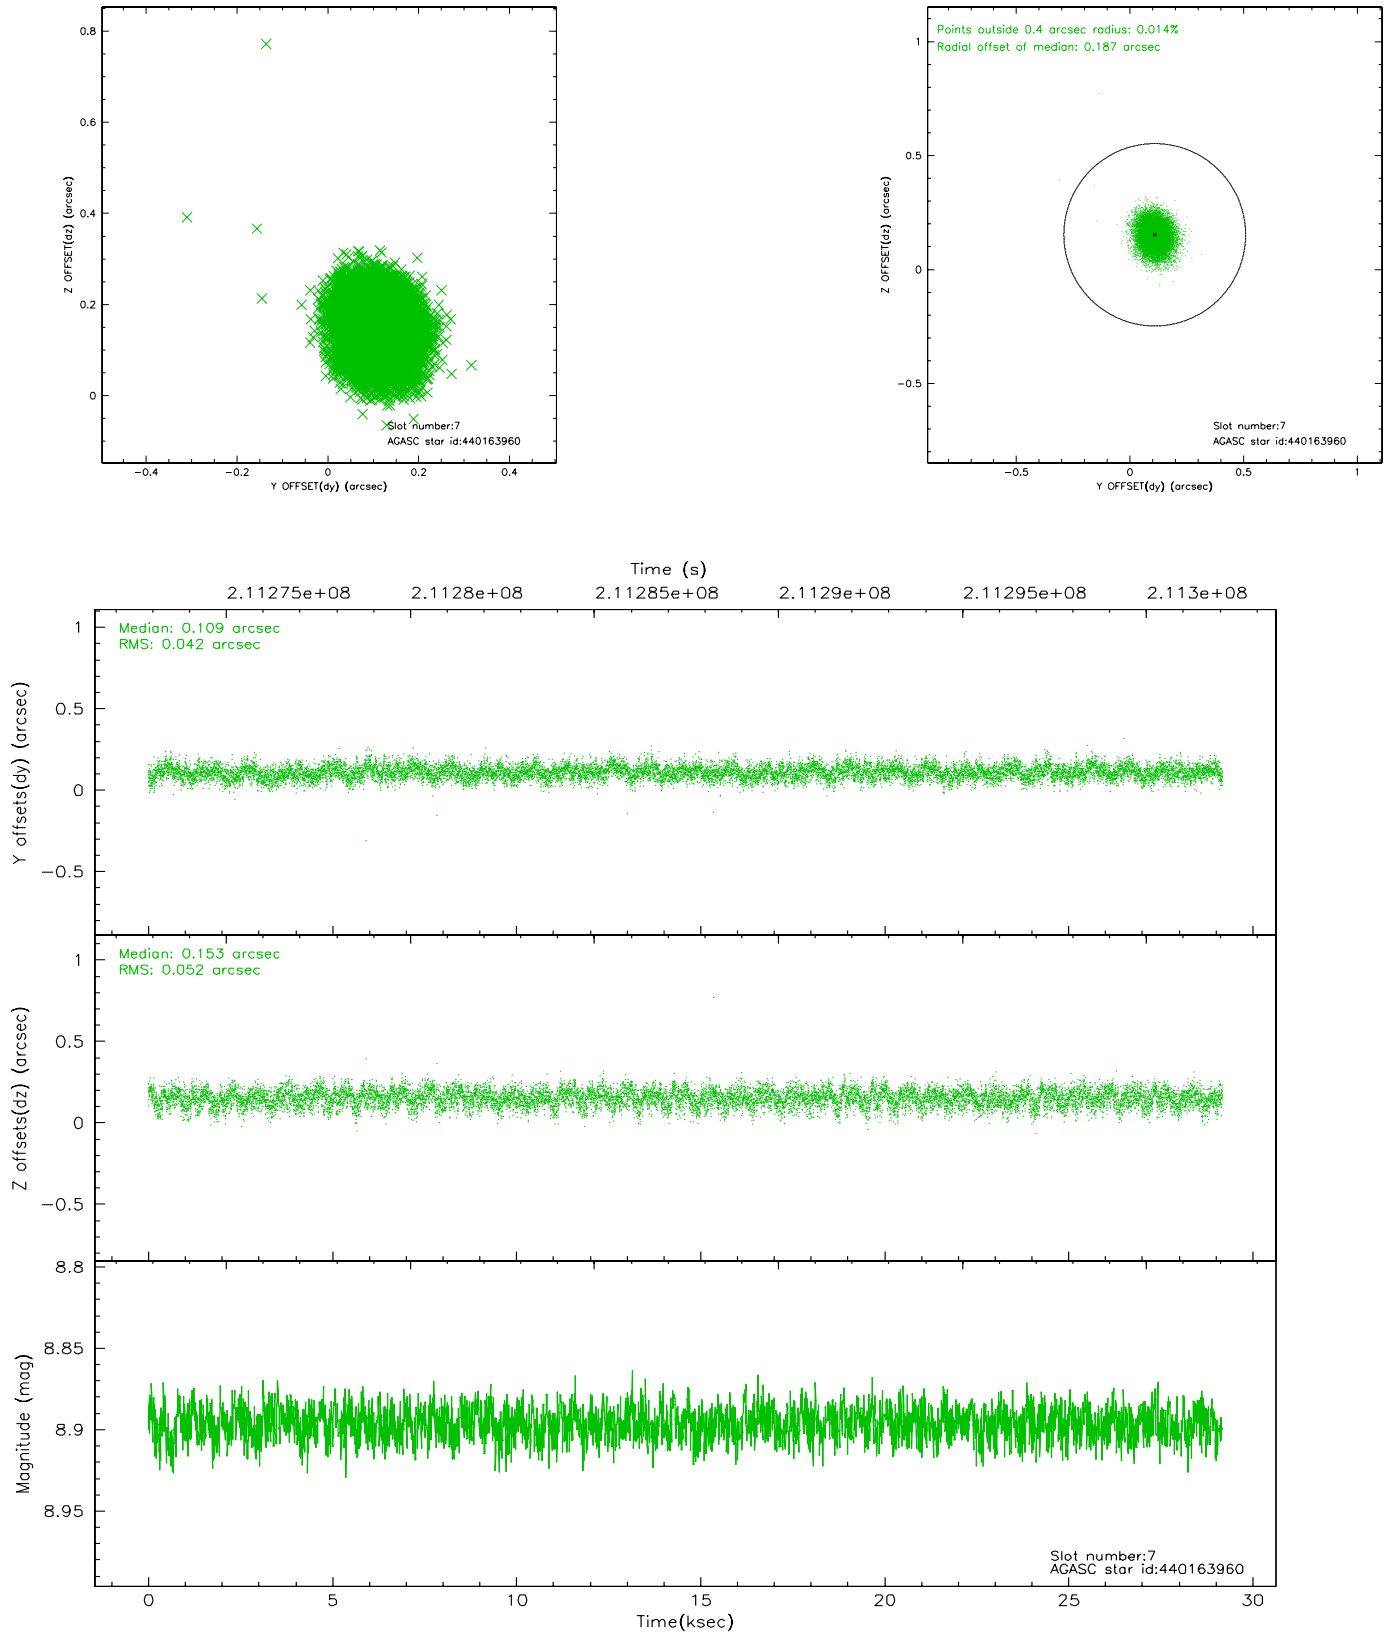 Z OFFSET(dz) (arcsec)
0.8
0.6
0.4
0.2
0
−0.4
−0.2
0
0.2
0.4
Slot number:7
AGASC star id:440163960
Y OFFSET(dy) (arcsec)
Points outside 0.4 arcsec radius: 0.014%
Radial offset of median: 0.187 arcsec
Z OFFSET(dz) (arcsec)
1
0.5
0
−0.5
−0.5
0
0.5
1
Slot number:7
AGASC star id:440163960
Y OFFSET(dy) (arcsec)
Time (s)
2.11275e+08
2.1128e+08
2.11285e+08
2.1129e+08
2.11295e+08
2.113e+08
Median: 0.109 arcsec
RMS: 0.042 arcsec
Y offsets(dy) (arcsec)
1
0.5
0
−0.5
Median: 0.153 arcsec
RMS: 0.052 arcsec
Z offsets(dz) (arcsec)
1
0.5
0
−0.5
Magnitude (mag)
8.8
8.85
8.9
8.95
Slot number:7
AGASC star id:440163960
0
5
10
15
20
25
30
Time(ksec)